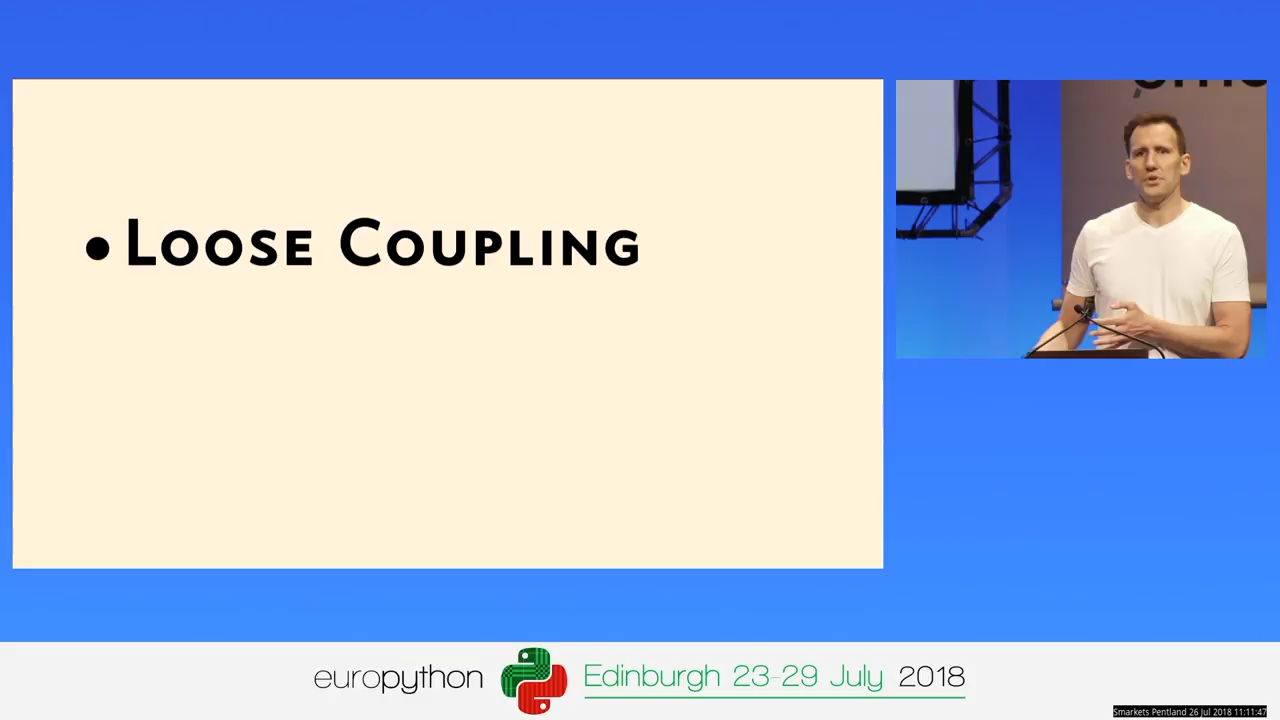 • Loose Coupling
europython
Edinburgh 23-29 July 2018
Smarkets Pentland 26 Jul 2018 11:11:47